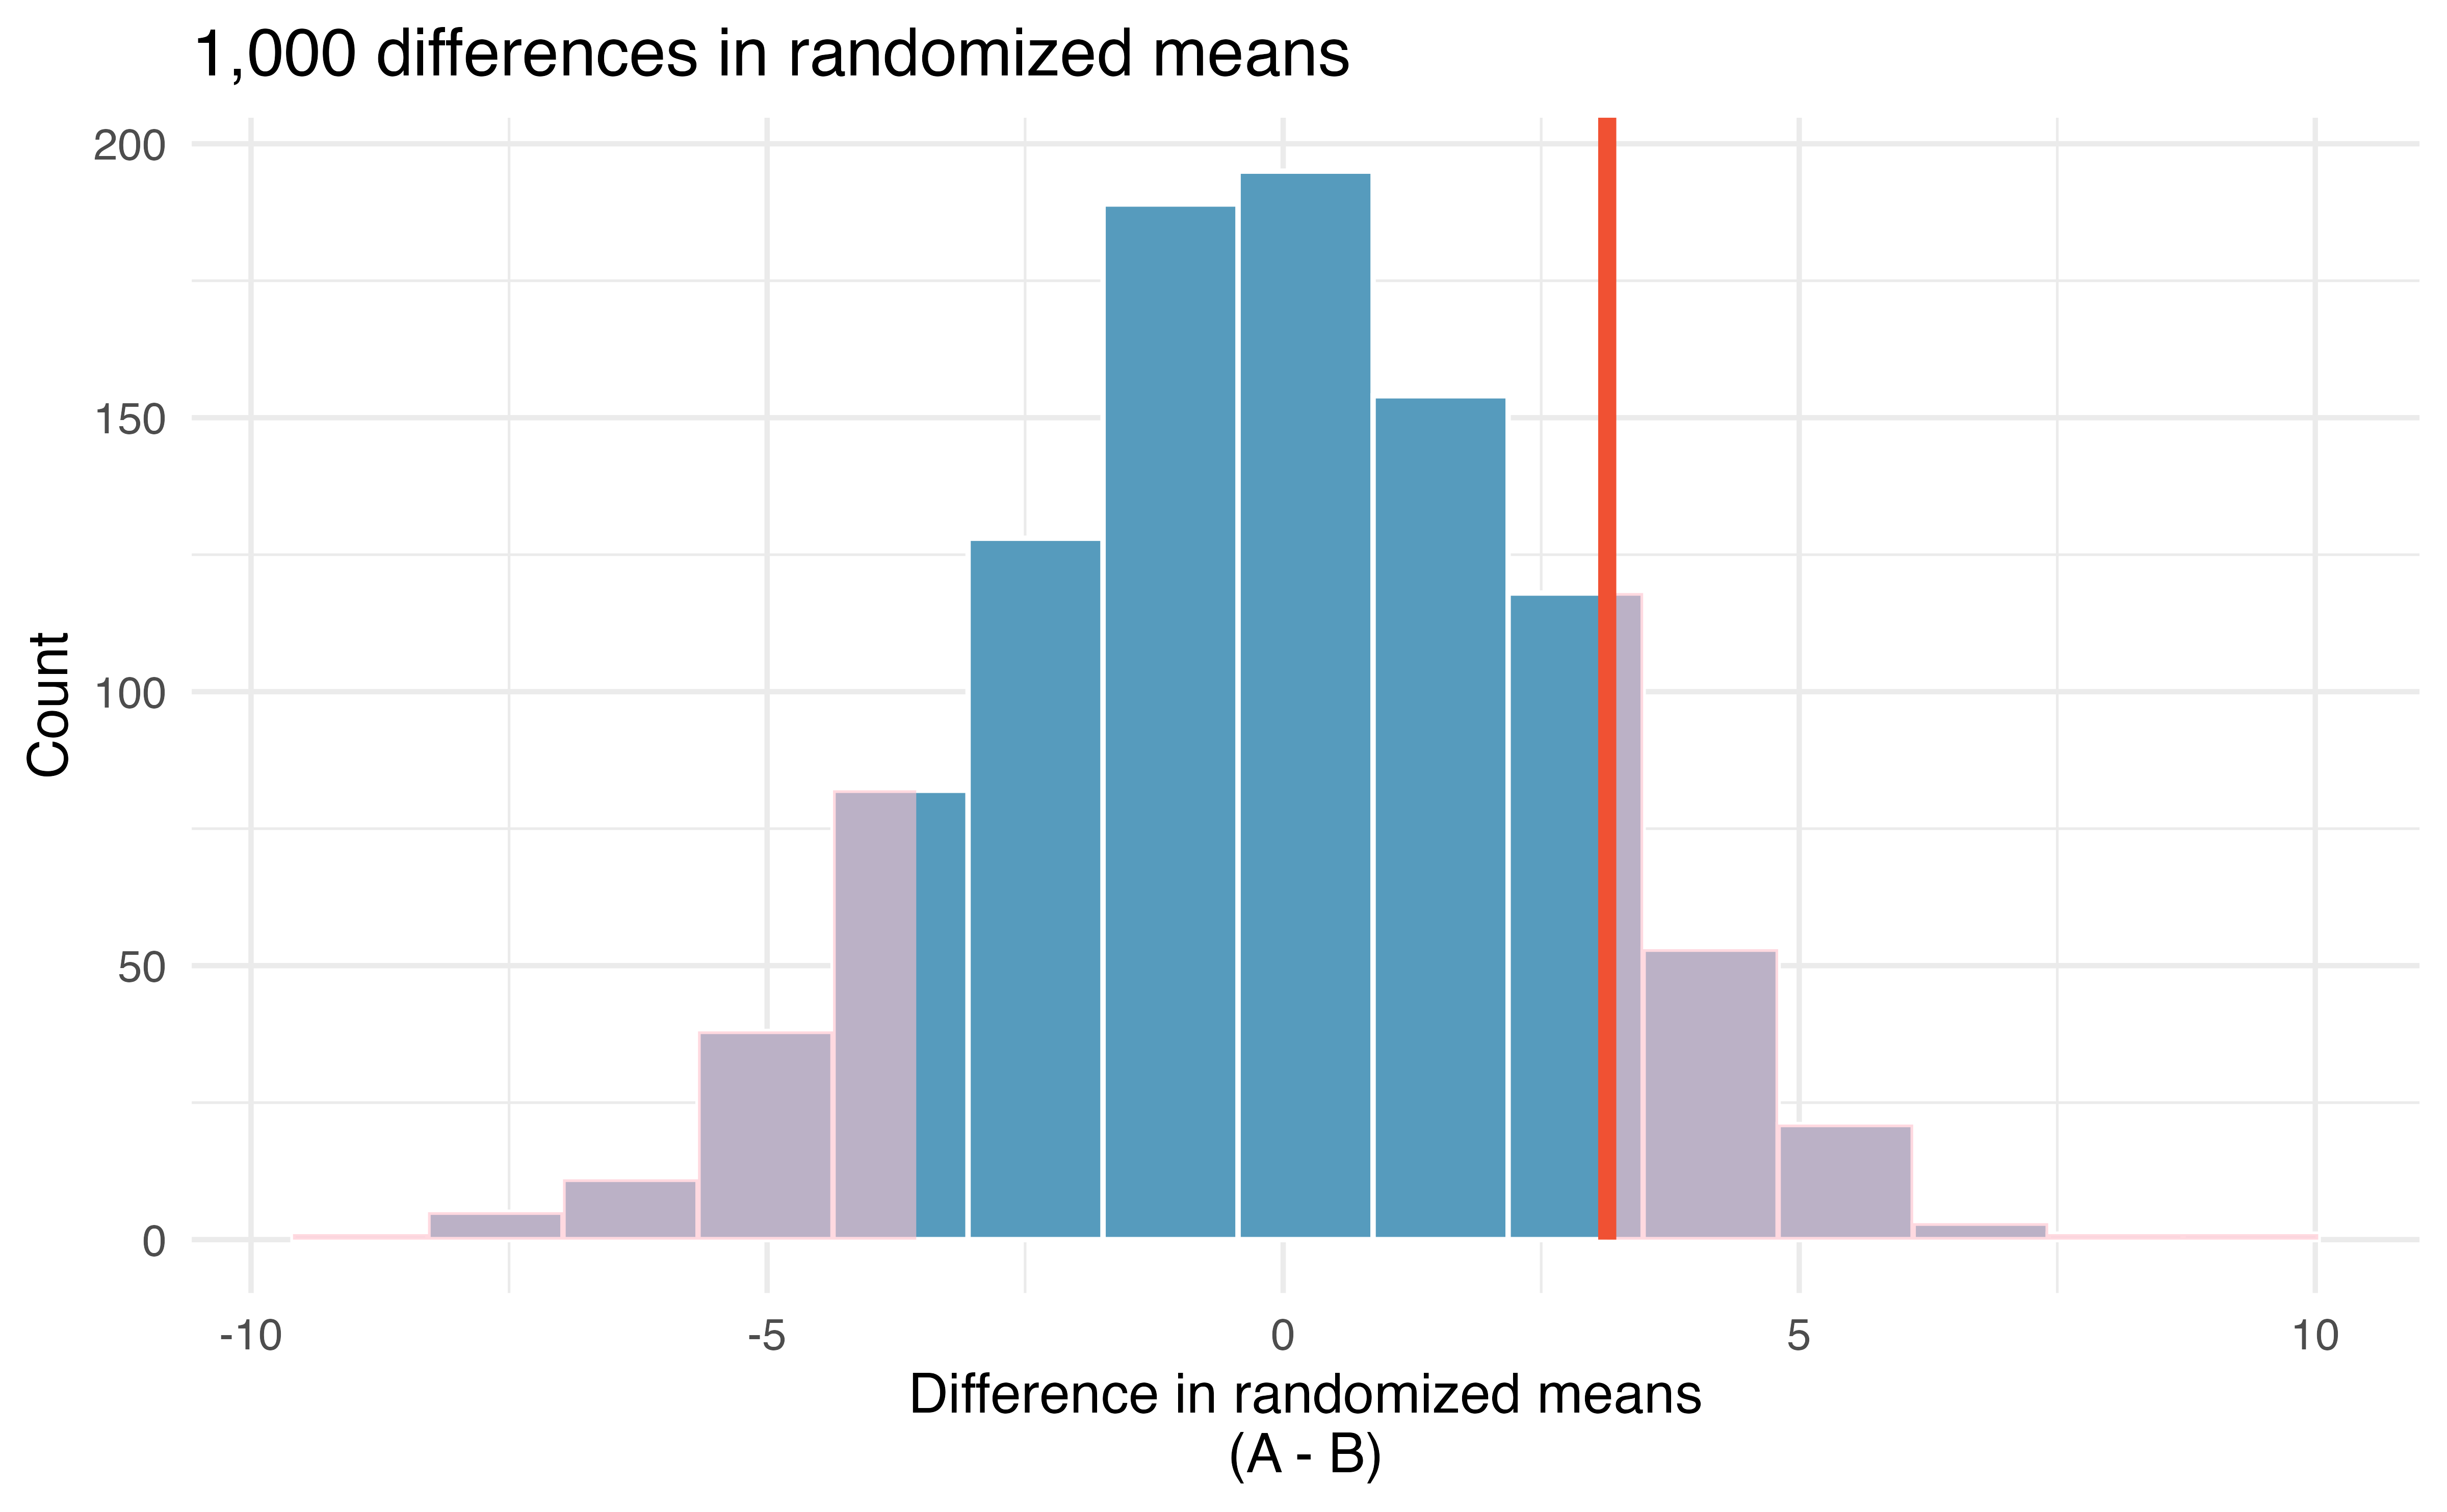 1,000 differences in randomized means
200
150
100
50
0
Count
-10 -5 0 5 10
Difference in randomized means
(A - B)